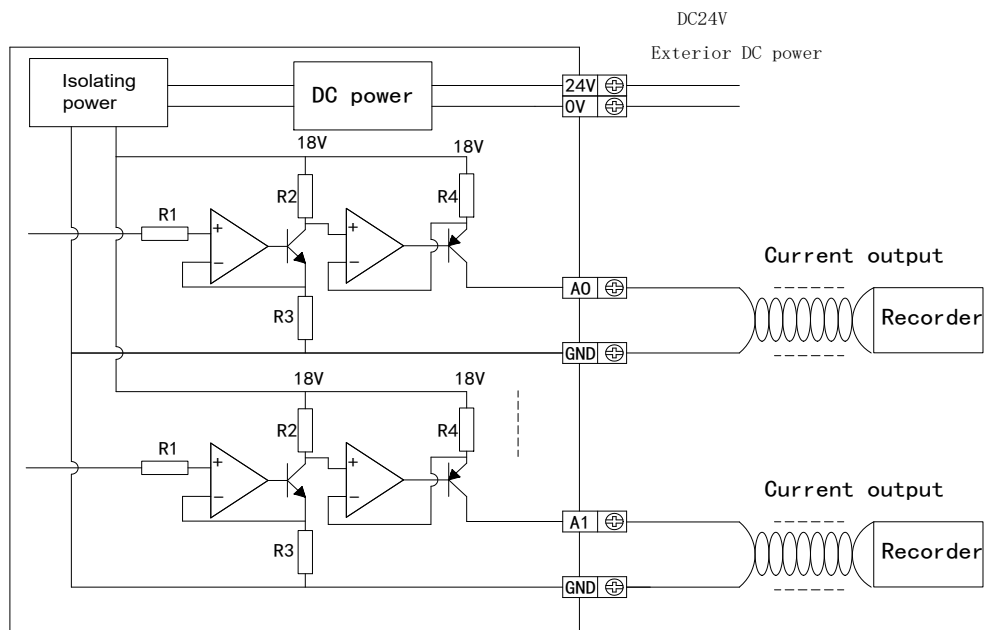 DC24V
Exterior DC power
Isolating
power
DC power
24V
0V
18V
18V
R2
R4
R1
+
−
+
−
R3
A0
GND
Current output
Recorder
18V
18V
R2
R4
R1
+
−
+
−
R3
A1
GND
Current output
Recorder